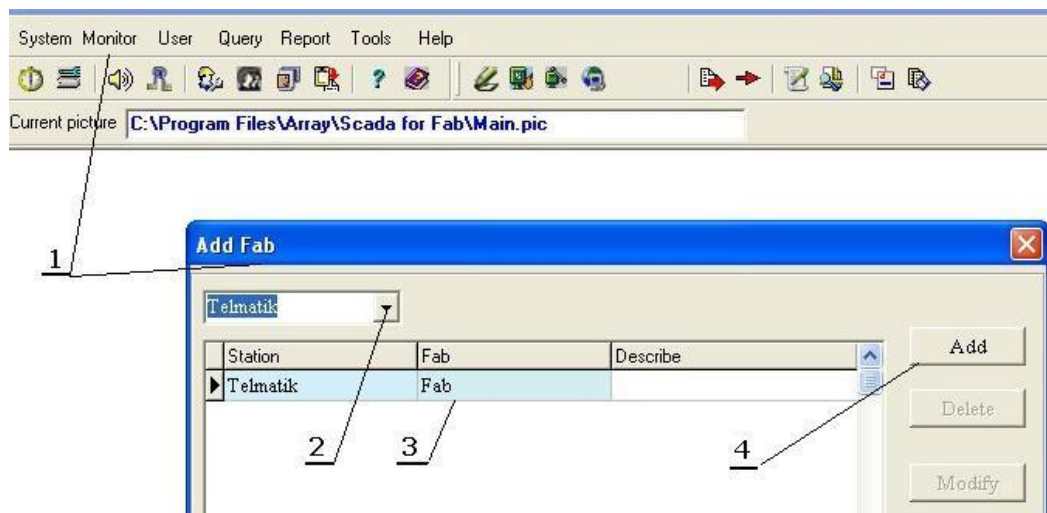 System Monitor User Query Report Tools Help
?
Current picture C:\Program Files\Array\Scada for Fab\Main.pic
1
Add Fab
Telmatik
Station Fab Describe
Add
Telmatik Fab
Delete
2 3 4
Modify